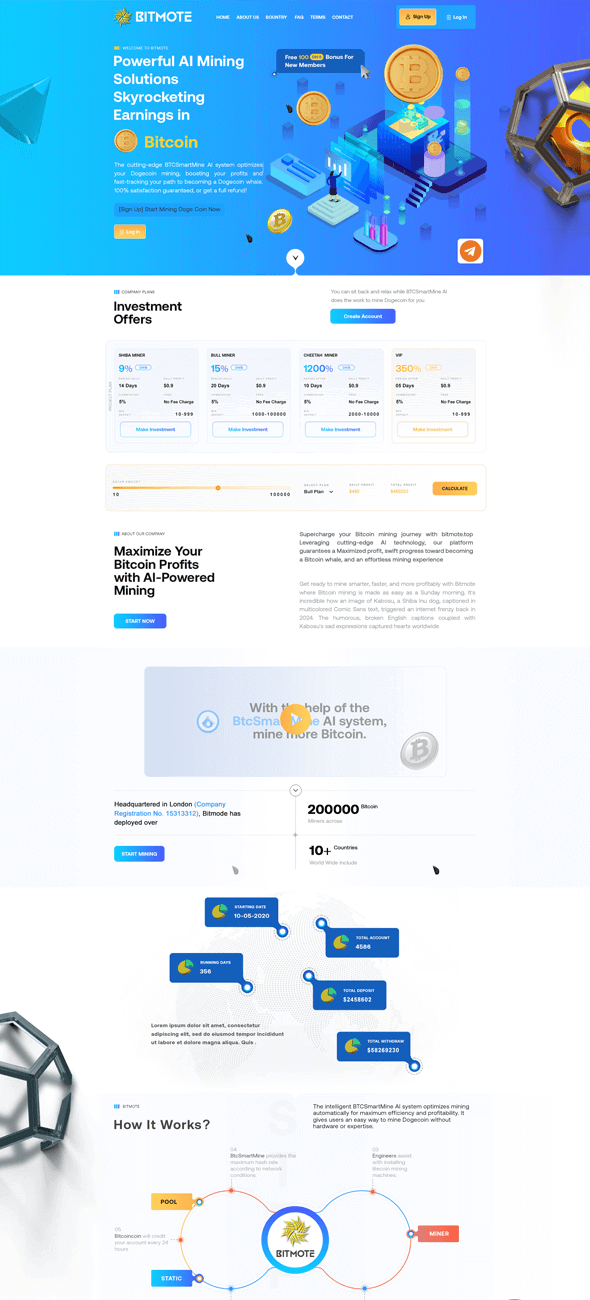 BITMOTE
HOME ABOUT US BOUNTRY FAQ TERMS CONTACT
Sign Up
Log In
WELCOME TO BITMOTE
Powerful AI Mining
Solutions
Skyrocketing
Earnings in
Bitcoin
Free 100 Bonus For
New Members
The cutting-edge BTCSmartMine AI system optimizes
your Dogecoin mining, boosting your profits and
fast-tracking your path to becoming a Dogecoin whale.
100% satisfaction guaranteed, or get a full refund!
[Sign Up] Start Mining Doge Coin Now
Log in
COMPANY PLANS
Investment
Offers
You can sit back and relax while BTCSmartMine AI
does the work to mine Dogecoin for you
Create Account
PROJECT PLAN
SHIBA MINER
9%
14 Days $0.9
5% No Fee Charge
10-999
Make Investment
BULL MINER
15%
20 Days $0.9
5% No Fee Charge
1000-100000
Make Investment
CHEETAH MINER
1200%
10 Days $0.9
5% No Fee Charge
2000-10000
Make Investment
VIP
350%
05 Days $0.9
5% No Fee Charge
10-999
Make Investment
10 100000
SELECT PLAN
Bull Plan
DAILY PROFIT
TOTAL PROFIT
CALCULATE
ABOUT OUR COMPANY
Maximize Your
Bitcoin Profits
with AI-Powered
Mining
START NOW
Supercharge your Bitcoin mining journey with bitmote.top
Leveraging cutting-edge AI technology, our platform
guarantees a Maximized profit, swift progress toward becoming
a Bitcoin whale, and an effortless mining experience
Get ready to mine smarter, faster, and more profitably with Bitmote
where Bitcoin mining is made as easy as a Sunday morning. It's
incredible how an image of Kabosu, a Shiba Inu dog, captioned in
multicolored Comic Sans text, triggered an internet frenzy back in
2024. The humorous, broken English captions coupled with
Kabosu's sad expressions captured hearts worldwide
With the help of the
BtcSmartMine AI system,
mine more Bitcoin.
Headquartered in London (Company
Registration No. 15313312), Bitmode has
deployed over
START MINING
200000 Bitcoin
Miners across
10+ Countries
World Wide Include
STARTING DATE
10-05-2020
TOTAL ACCOUNT
4586
RUNNING DAYS
356
TOTAL DEPOSIT
$2458602
TOTAL WITHDRAW
$58269230
Lorem ipsum dolor sit amet, consectetur
adipiscing elit, sed do eiusmod tempor incididunt
ut labore et dolore magna aliqua. Quis .
BITMOTE
How It Works?
The intelligent BTCSmartMine AI system optimizes mining
automatically for maximum efficiency and profitability. It
gives users an easy way to mine Dogecoin without
hardware or expertise.
04
BtcSmartMine provides the
maximum hash rate
according to network
conditions.
03
Engineers assist
with installing
litecoin mining
machines.
POOL
05
Bitcoincoin will credit
your account every 24
hours
BITMOTE
MINER
STATIC